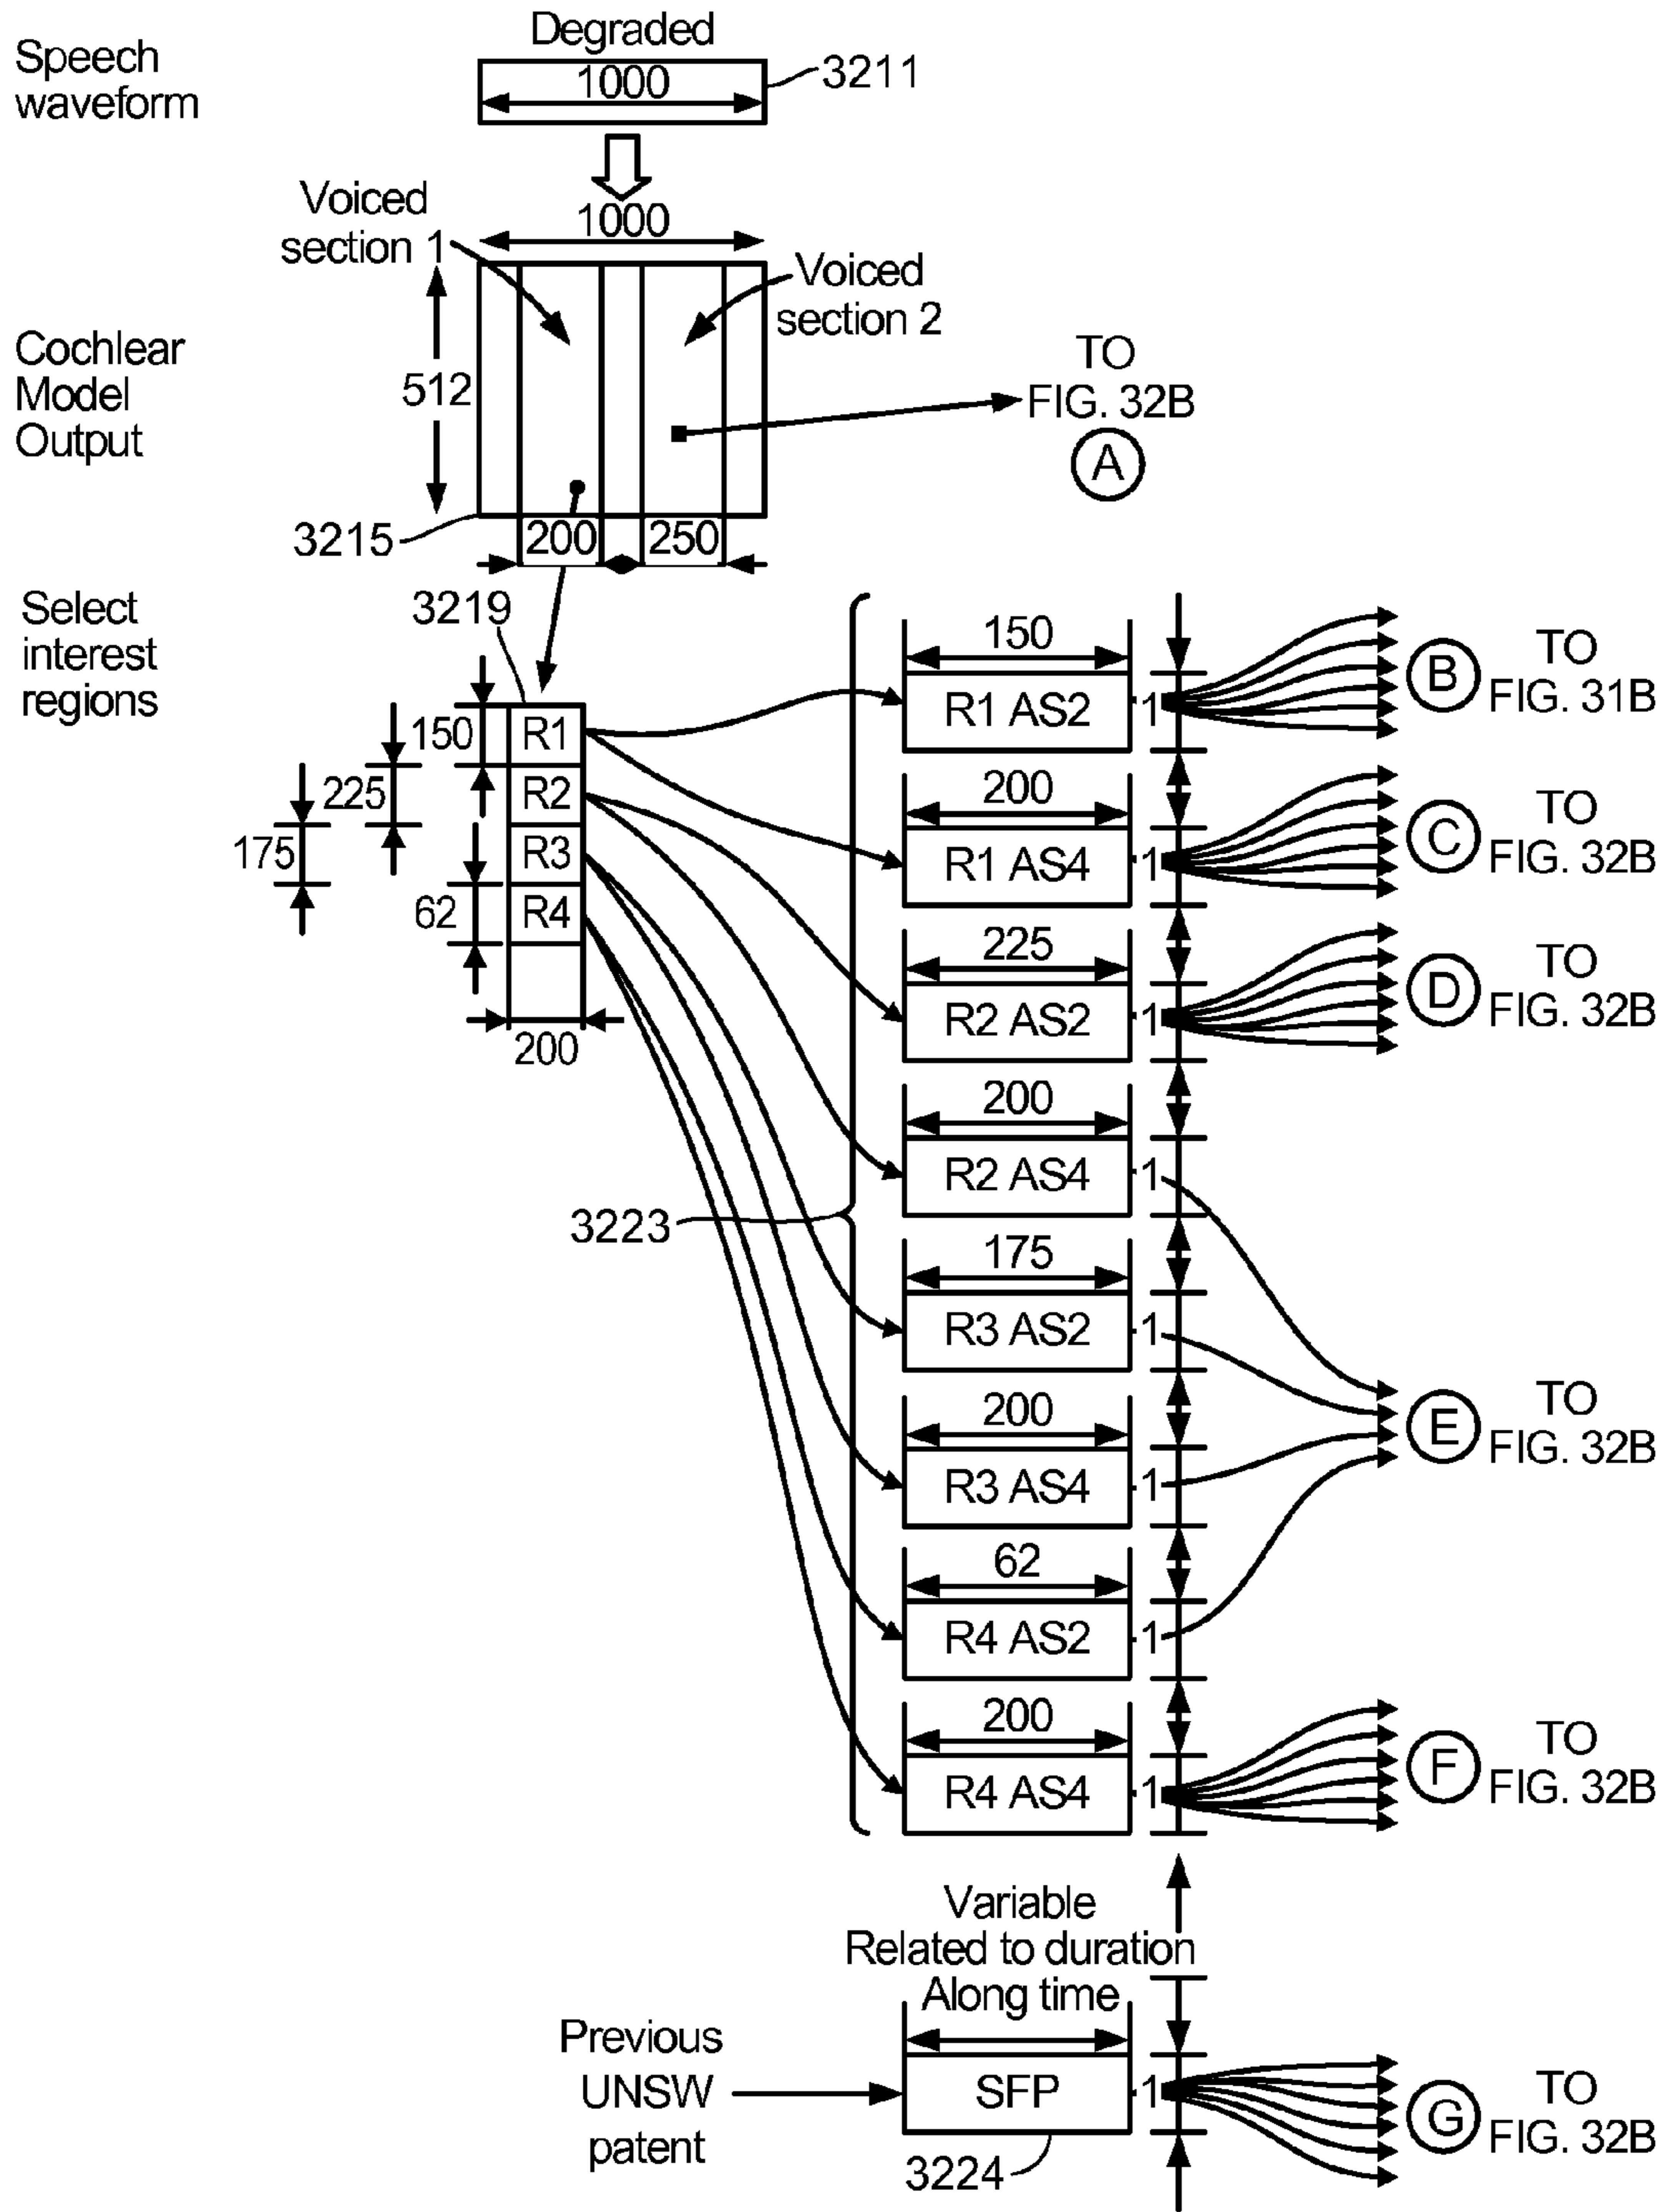 Speech
waveform
Degraded
1000
3211
Voiced
section 1
1000
Voiced
section 2
Cochlear
Model
Output
512
TO
FIG. 32B
A
3215
200
250
Select
interest
regions
3219
150
R1
225
R2
175
R3
62
R4
200
150
R1 AS2
1
B
TO
FIG. 31B
200
R1 AS4
1
C
TO
FIG. 32B
225
R2 AS2
1
D
TO
FIG. 32B
200
R2 AS4
1
3223
175
R3 AS2
1
200
R3 AS4
1
E
TO
FIG. 32B
62
R4 AS2
1
200
R4 AS4
1
F
TO
FIG. 32B
Variable
Related to duration
Along time
Previous
UNSW
patent
SFP
1
3224
G
TO
FIG. 32B